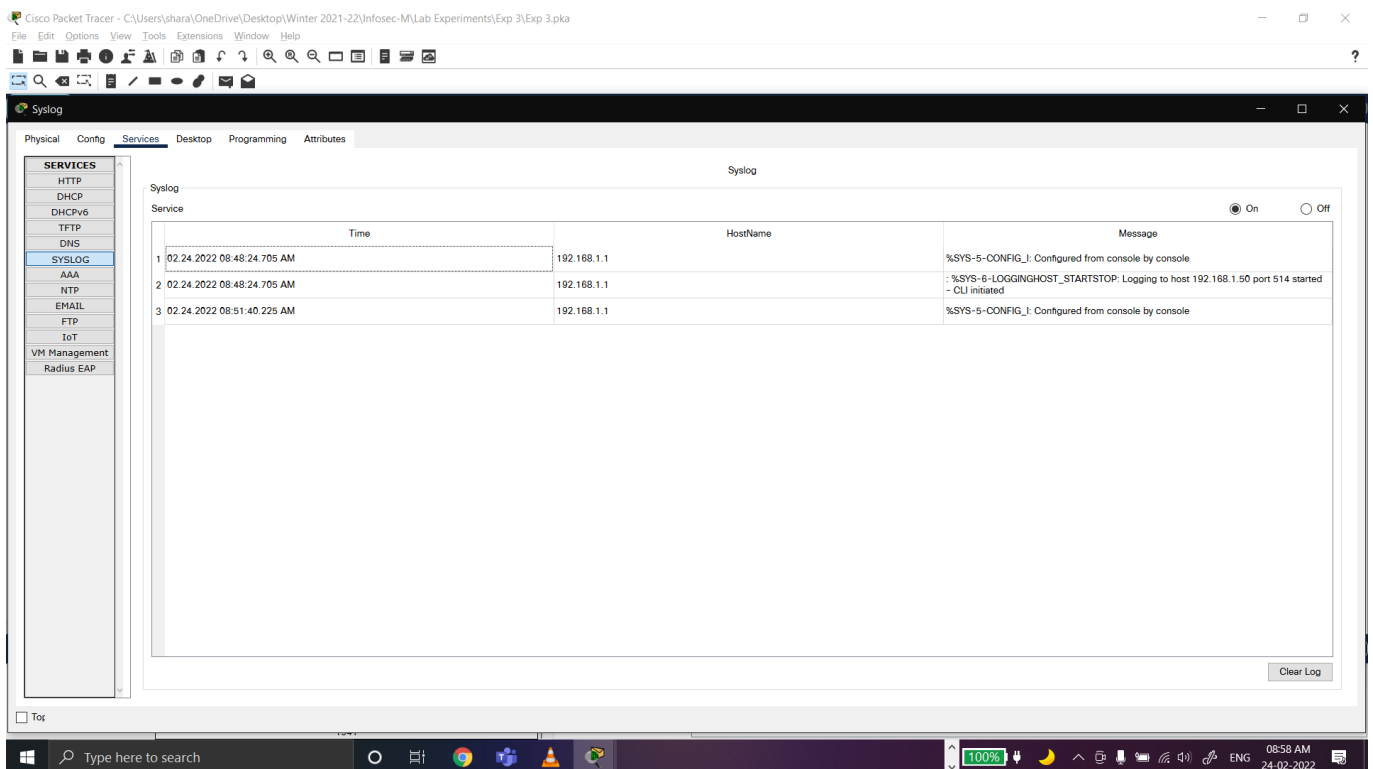 Cisco Packet Tracer - C:\Users\shara\OneDrive\Desktop\Winter 2021-22\Infosec-M\Lab Experiments\Exp 3\Exp 3.pka
File Edit Options View Tools Extensions Window Help
?
Syslog
Physical Config Services Desktop Programming Attributes
SERVICES
HTTP
DHCP
DHCPv6
TFTP
DNS
SYSLOG
AAA
NTP
EMAIL
FTP
IoT
VM Management
Radius EAP
Syslog
Syslog
Service On Off
Time HostName Message
1 02.24.2022 08:48:24.705 AM 192.168.1.1 %SYS-5-CONFIG_I: Configured from console by console
2 02.24.2022 08:48:24.705 AM 192.168.1.1 : %SYS-6-LOGGINGHOST_STARTSTOP: Logging to host 192.168.1.50 port 514 started
- CLI initiated
3 02.24.2022 08:51:40.225 AM 192.168.1.1 %SYS-5-CONFIG_I: Configured from console by console
Clear Log
Top
Type here to search
100%
ENG
08:58 AM
24-02-2022